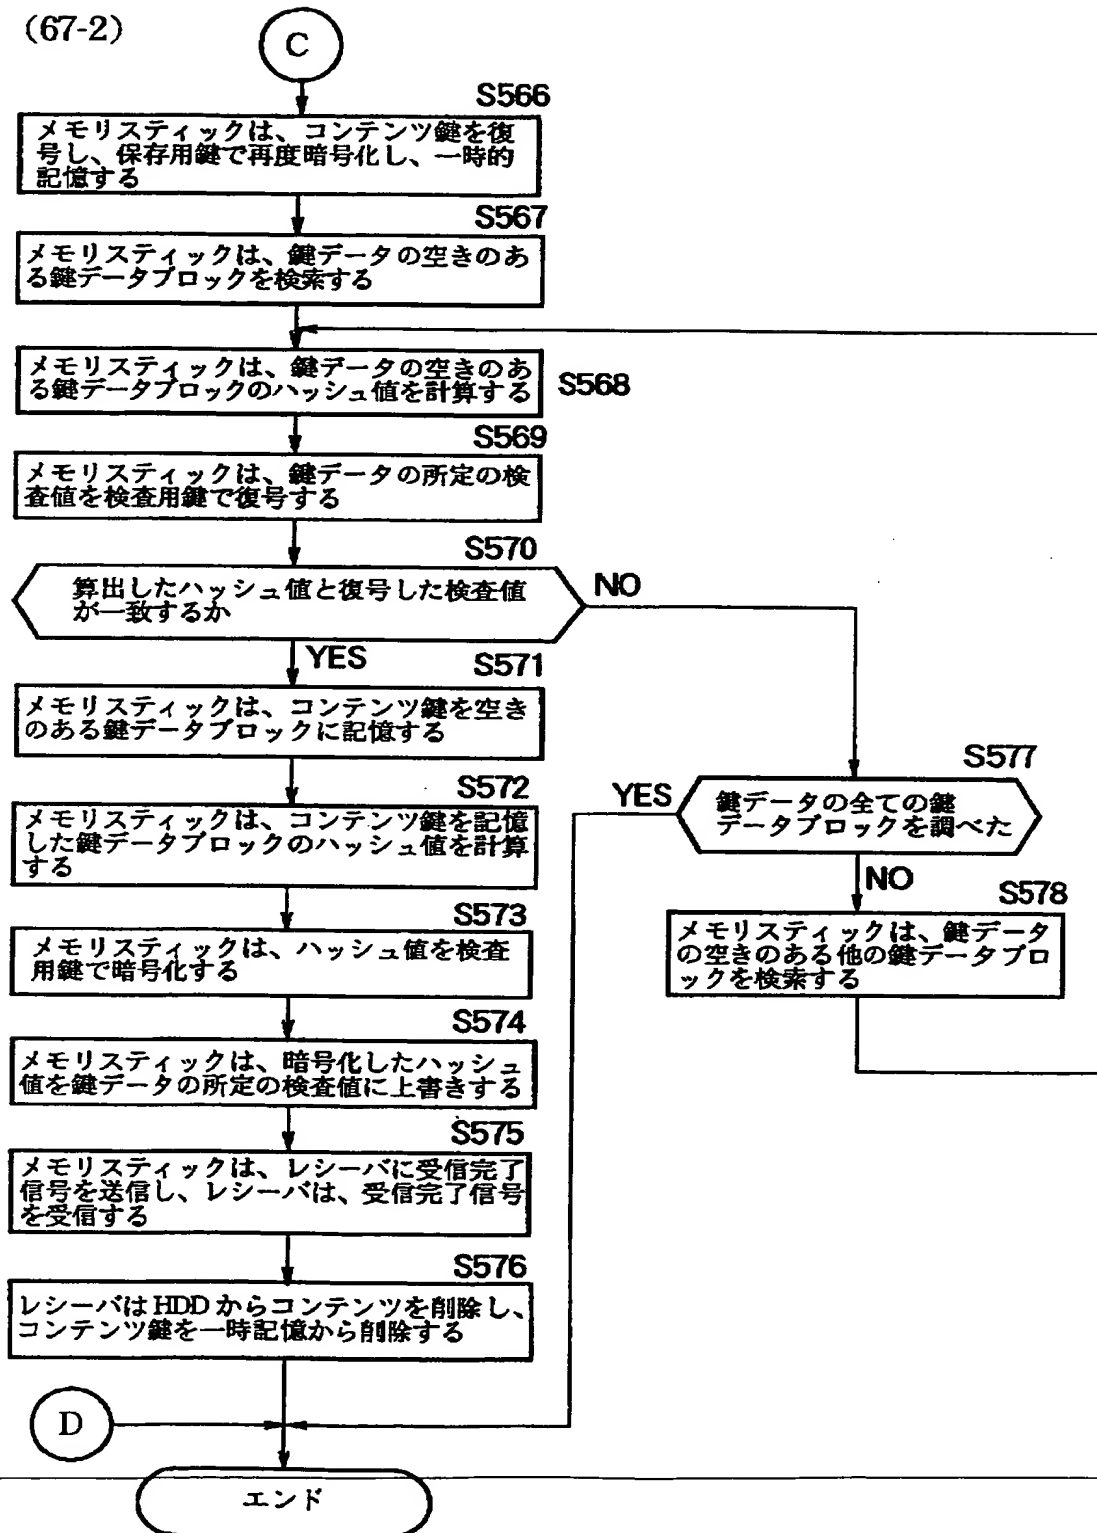 (67-2)
C
S566
メモリスティックは、コンテンツ鍵を復
号し、保存用鍵で再度暗号化し、一時的
記憶する
S567
メモリスティックは、鍵データの空きのあ
る鍵データブロックを検索する
メモリスティックは、鍵データの空きのあ
る鍵データブロックのハッシュ値を計算する
S568
S569
メモリスティックは、鍵データの所定の検
査値を検査用鍵で復号する
S570
算出したハッシュ値と復号した検査値
が一致するか
NO
YES
S571
メモリスティックは、コンテンツ鍵を空き
のある鍵データブロックに記憶する
S572
メモリスティックは、コンテンツ鍵を記憶
した鍵データブロックのハッシュ値を計算
する
S573
メモリスティックは、ハッシュ値を検査
用鍵で暗号化する
S574
メモリスティックは、暗号化したハッシュ
値を鍵データの所定の検査値に上書きする
S575
メモリスティックは、レシーバに受信完了
信号を送信し、レシーバは、受信完了信号
を受信する
S576
レシーバはHDDからコンテンツを削除し、
コンテンツ鍵を一時記憶から削除する
S577
YES
鍵データの全ての鍵
データブロックを調べた
NO
S578
メモリスティックは、鍵データ
の空きのある他の鍵データブロ
ックを検索する
D
エンド